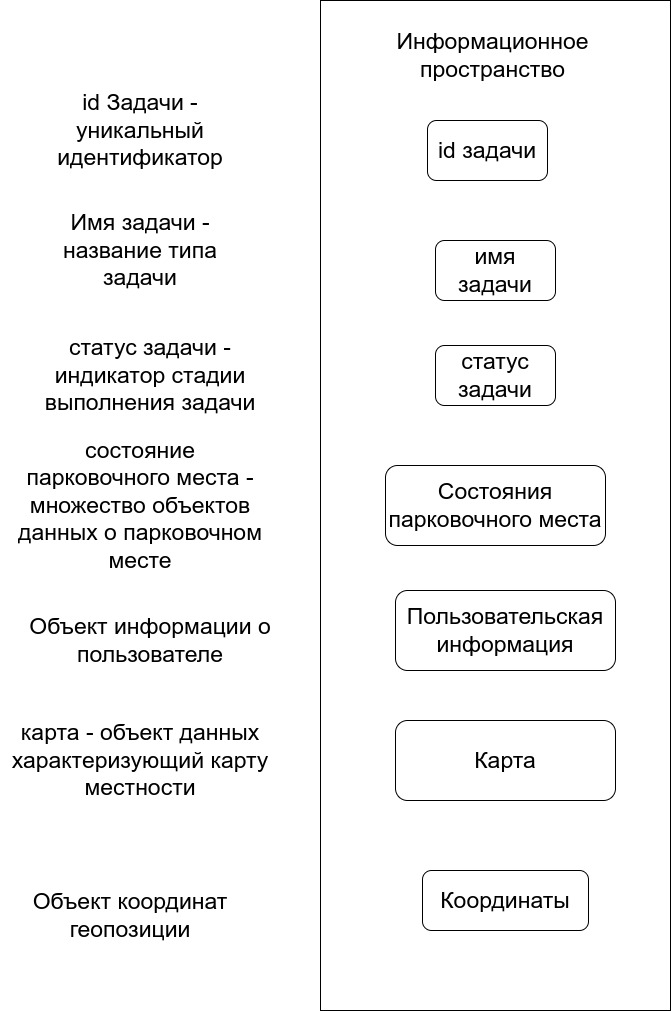 Информационное
пространство
id Задачи -
уникальный
идентификатор
id задачи
Имя задачи -
название типа
задачи
имя
задачи
статус задачи -
индикатор стадии
выполнения задачи
статус
задачи
состояние
парковочного места -
множество объектов
данных о парковочном
месте
Состояния
парковочного места
Объект информации о
пользователе
Пользовательская
информация
карта - объект данных
характеризующий карту
местности
Карта
Объект координат
геопозиции
Координаты